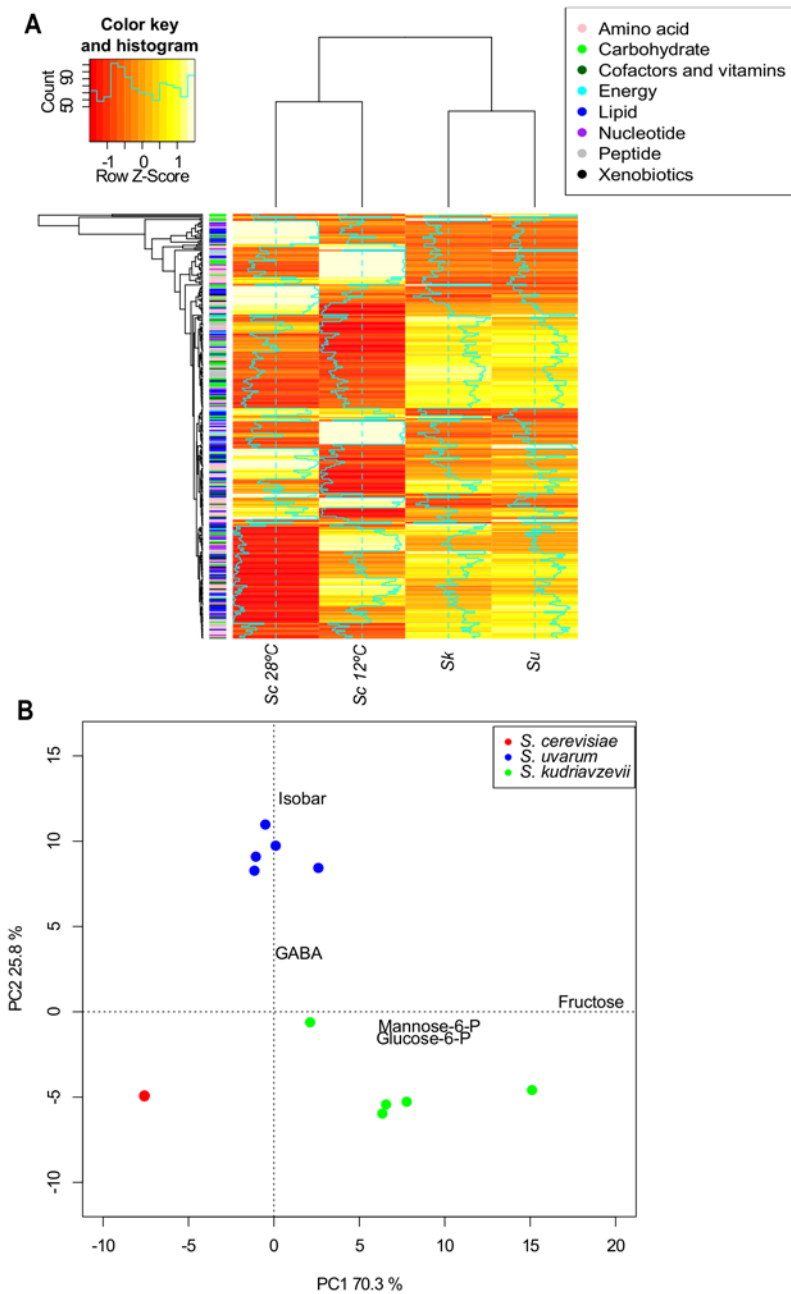 A
Color key
and histogram
Count
50 90
-1 0 1
Row Z-Score
Amino acid
Carbohydrate
Cofactors and vitamins
Energy
Lipid
Nucleotide
Peptide
Xenobiotics
Sc 28ºC
Sc 12ºC
Sk
Su
B
S. cerevisiae
S. uvarum
S. kudriavzevii
15
10
5
0
-5
-10
PC2 25.8 %
Isobar
GABA
Fructose
Mannose-6-P
Glucose-6-P
-10 -5 0 5 10 15 20
PC1 70.3 %